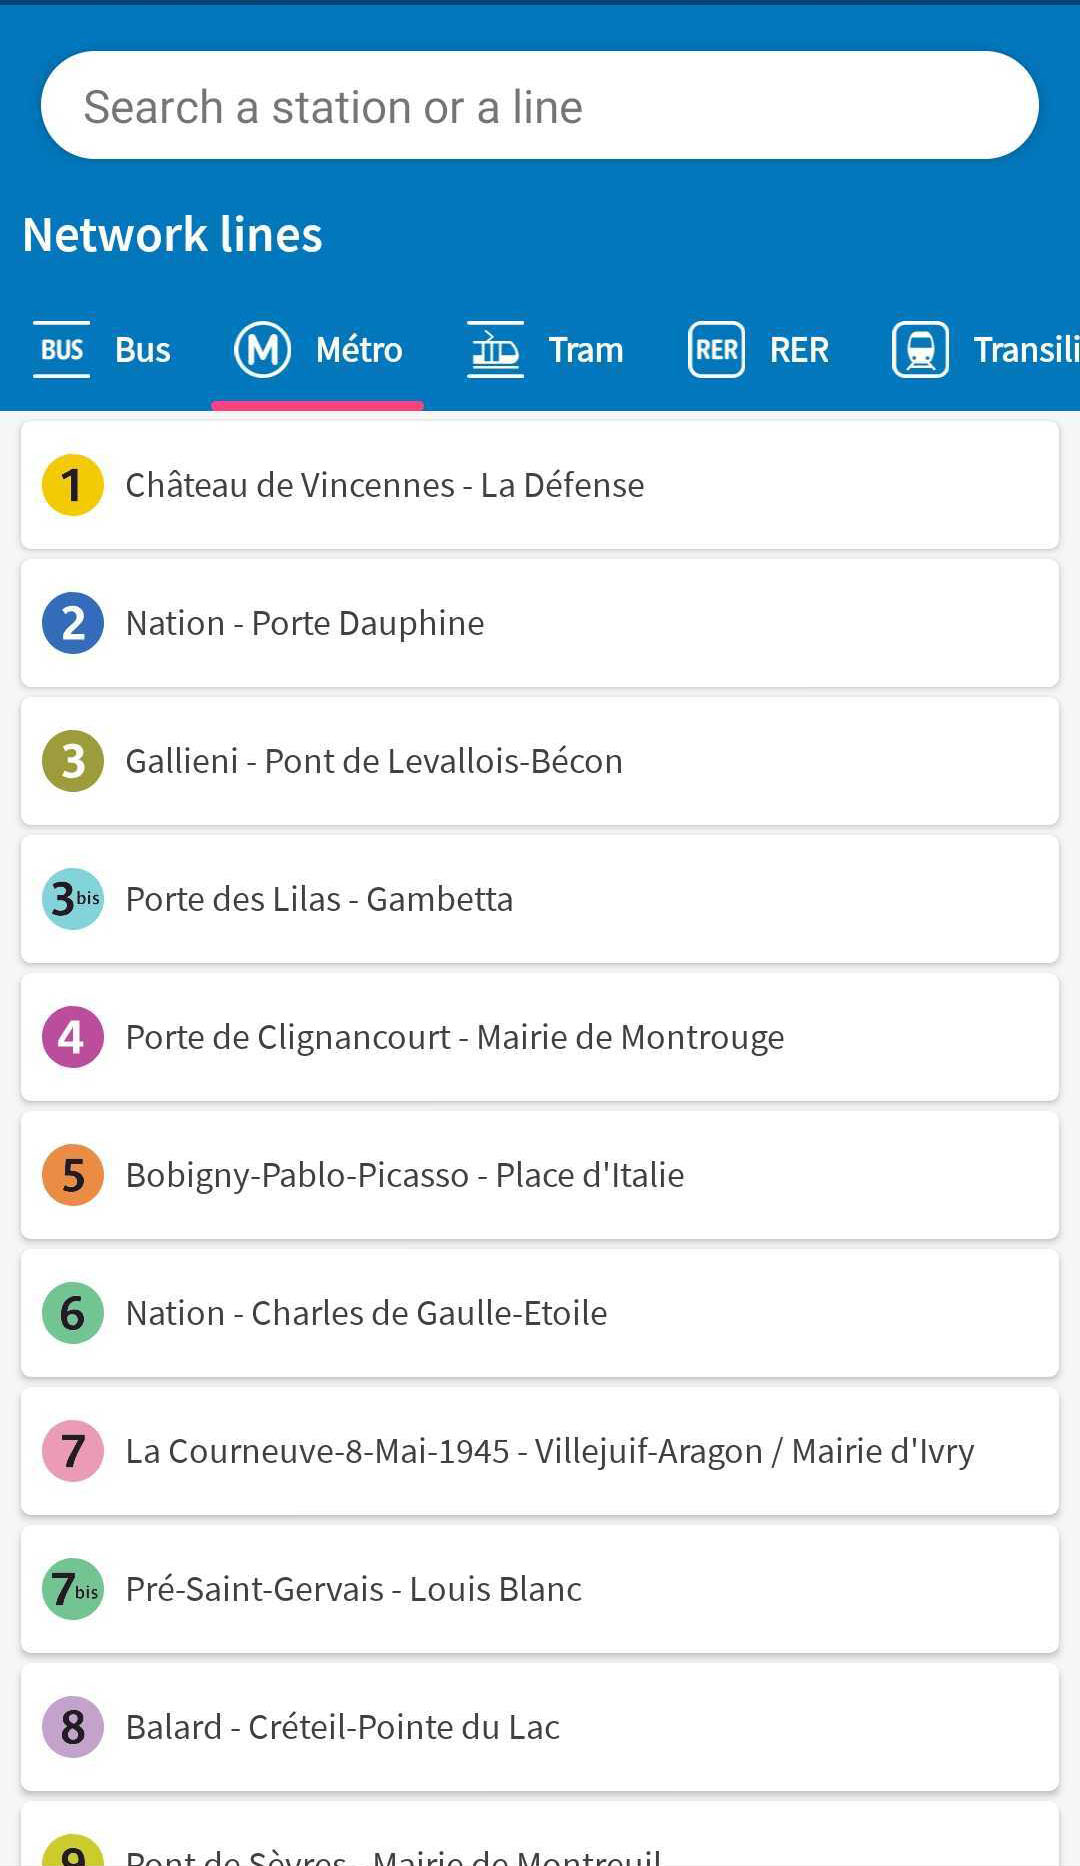 Search a station or a line
Network lines
BUS Bus M Métro Tram RER RER Transili
1 Château de Vincennes - La Défense
2 Nation - Porte Dauphine
3 Gallieni - Pont de Levallois-Bécon
3bis Porte des Lilas - Gambetta
4 Porte de Clignancourt - Mairie de Montrouge
5 Bobigny-Pablo-Picasso - Place d'Italie
6 Nation - Charles de Gaulle-Etoile
7 La Courneuve-8-Mai-1945 - Villejuif-Aragon / Mairie d'Ivry
7bis Pré-Saint-Gervais - Louis Blanc
8 Balard - Créteil-Pointe du Lac
9 Pont de Sèvres - Mairie de Montreuil